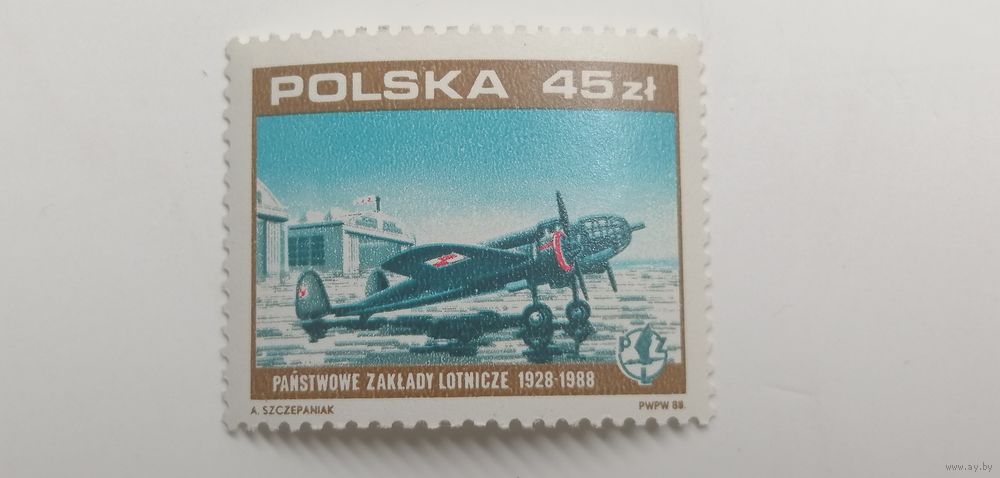 POLSKA 45 zł
P Z
Ł
PAŃSTWOWE ZAKŁADY LOTNICZE 1928-1988
A. SZCZEPANIAK PWPW 88.
www.ay.by